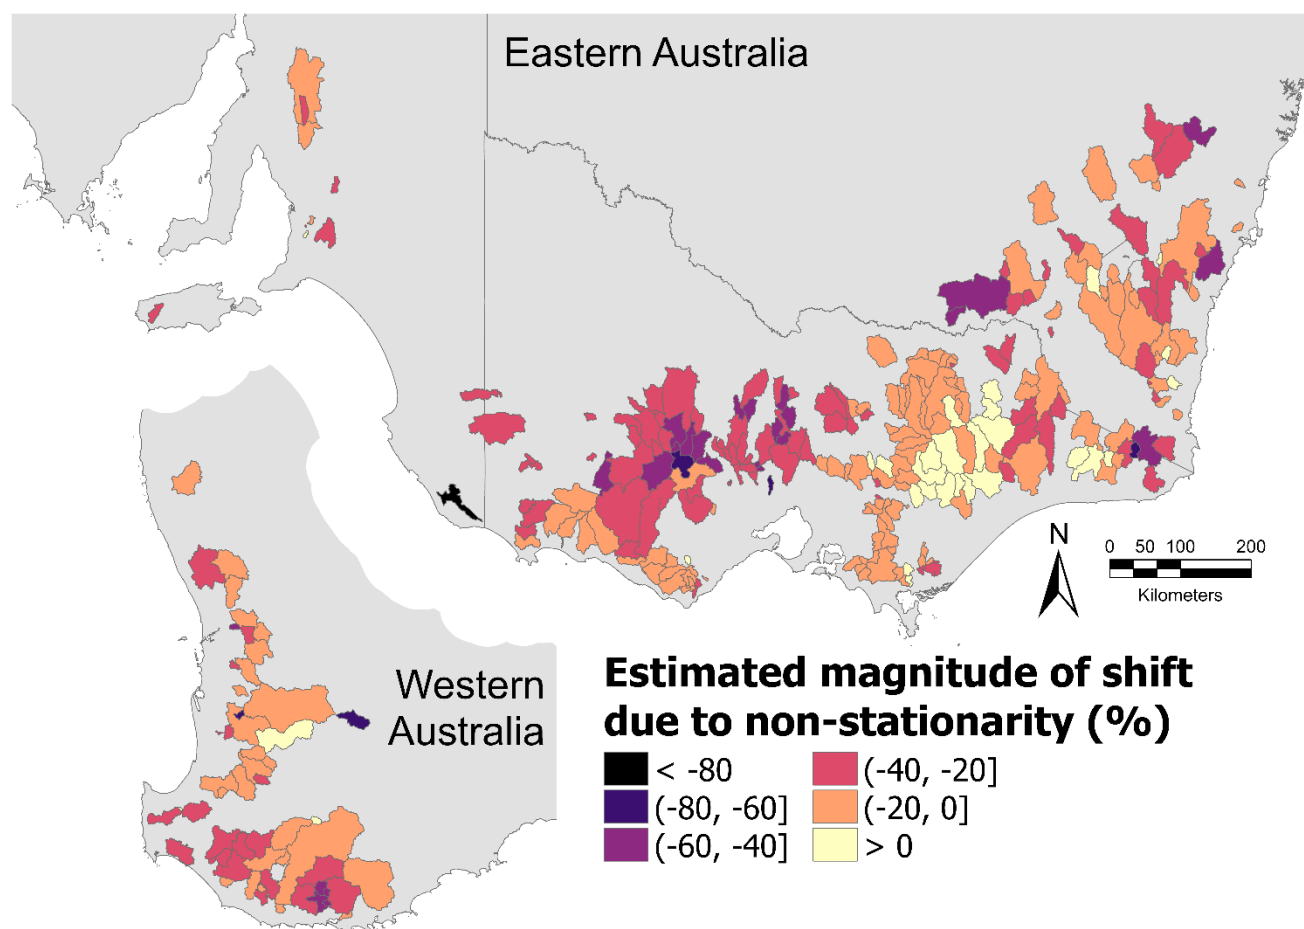 Eastern Australia
N
0 50 100 200
Kilometers
Western
Australia
Estimated magnitude of shift
due to non-stationarity (%)
< -80
(-40, -20]
(-80, -60]
(-20, 0]
(-60, -40]
> 0